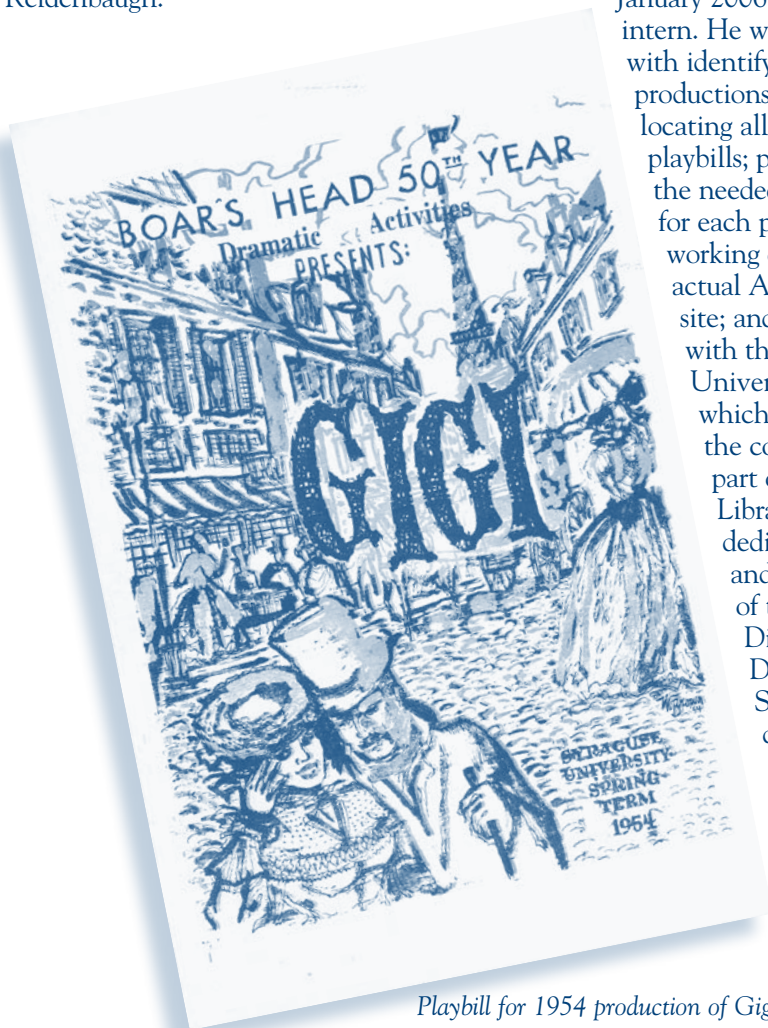 Reidenbaugh.
January 2006
intern. He w
with identify
productions
locating all
playbills; p
the neede
for each p
working
actual A
site; and
with th
Univer
which
the co
part
Libra
dedi
and
of t
Di
D
S
BOAR'S HEAD 50TH YEAR
Dramatic Activities
PRESENTS:
GIGI
SYRACUSE
UNIVERSITY
SPRING
TERM
1954
Playbill for 1954 production of Gig